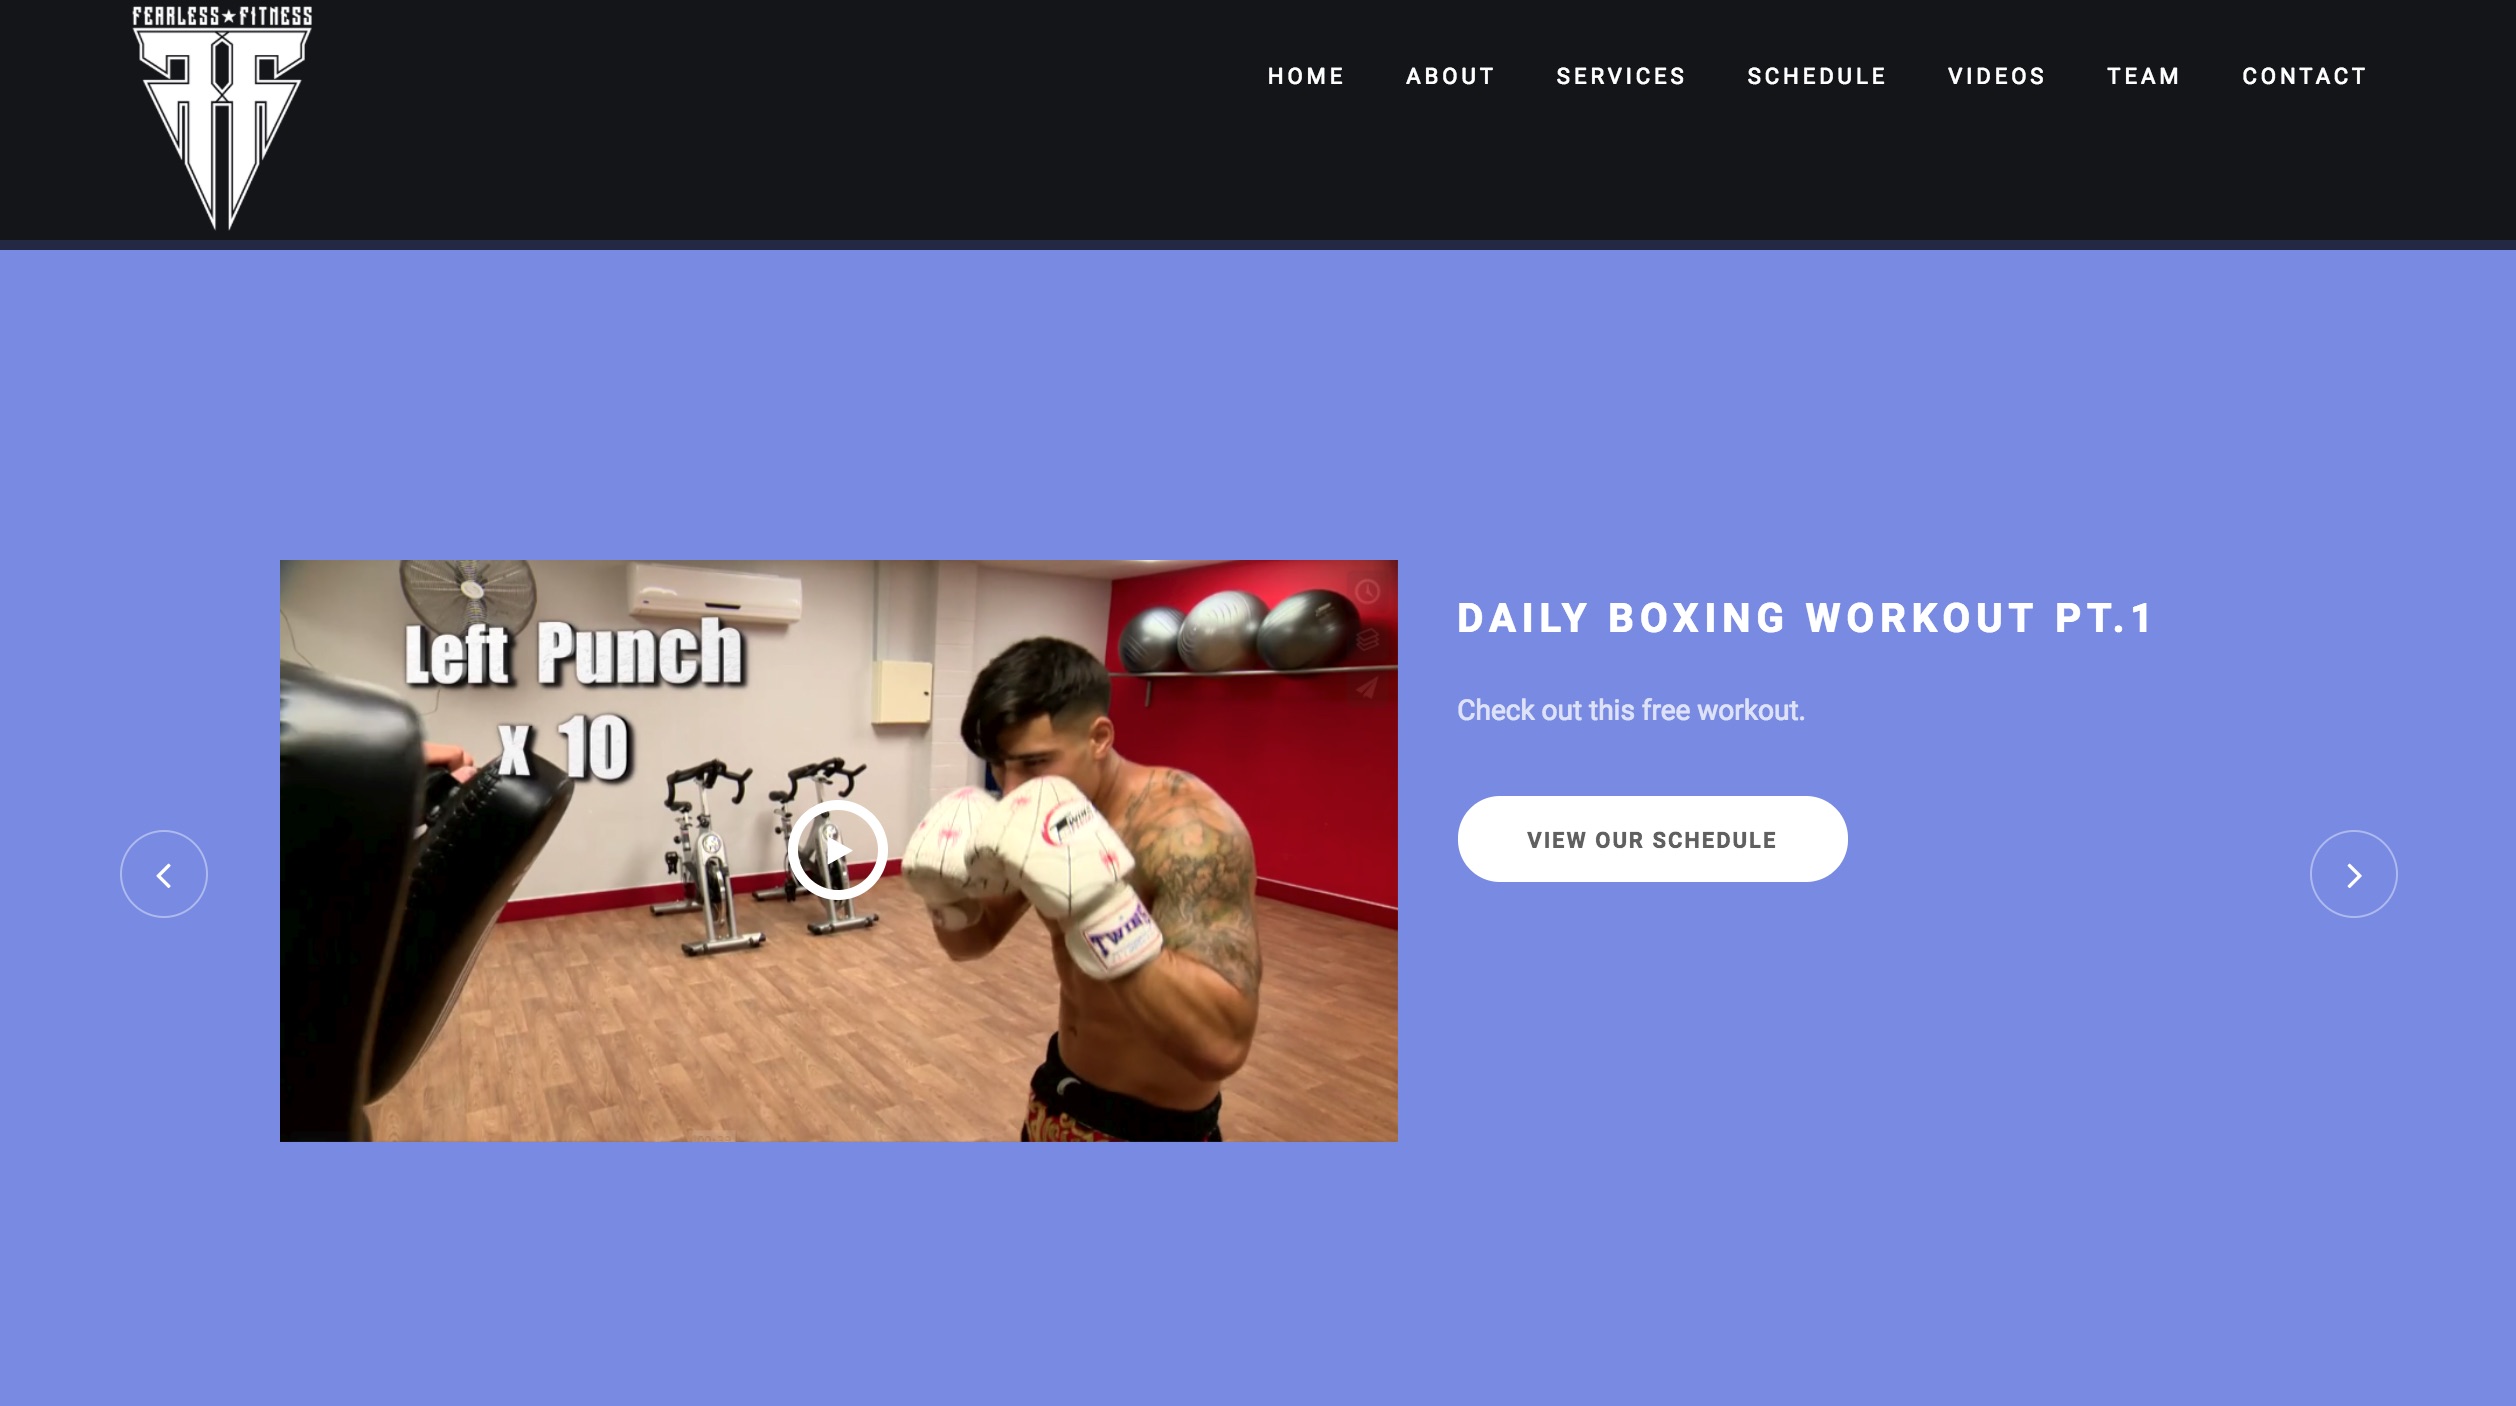 FEARLESS★FITNESS
HOME ABOUT SERVICES SCHEDULE VIDEOS TEAM CONTACT
Left Punch
x 10
TWINS
DAILY BOXING WORKOUT PT.1
Check out this free workout.
VIEW OUR SCHEDULE